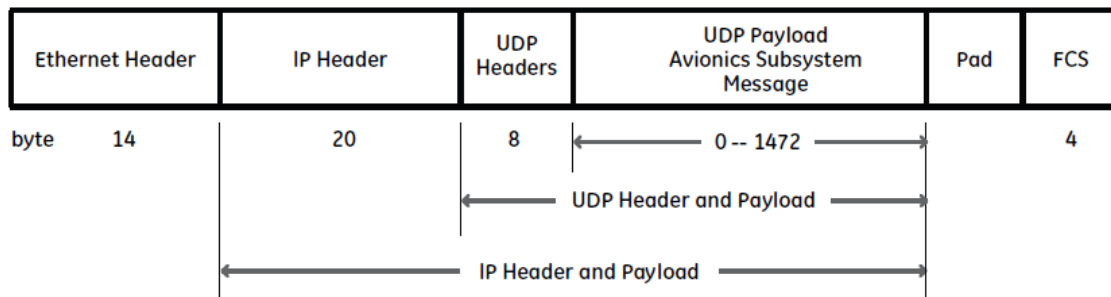 Ethernet Header
IP Header
UDP
Headers
UDP Payload
Avionics Subsystem
Message
Pad
FCS
byte 14 20 8 0 -- 1472 4
UDP Header and Payload
IP Header and Payload